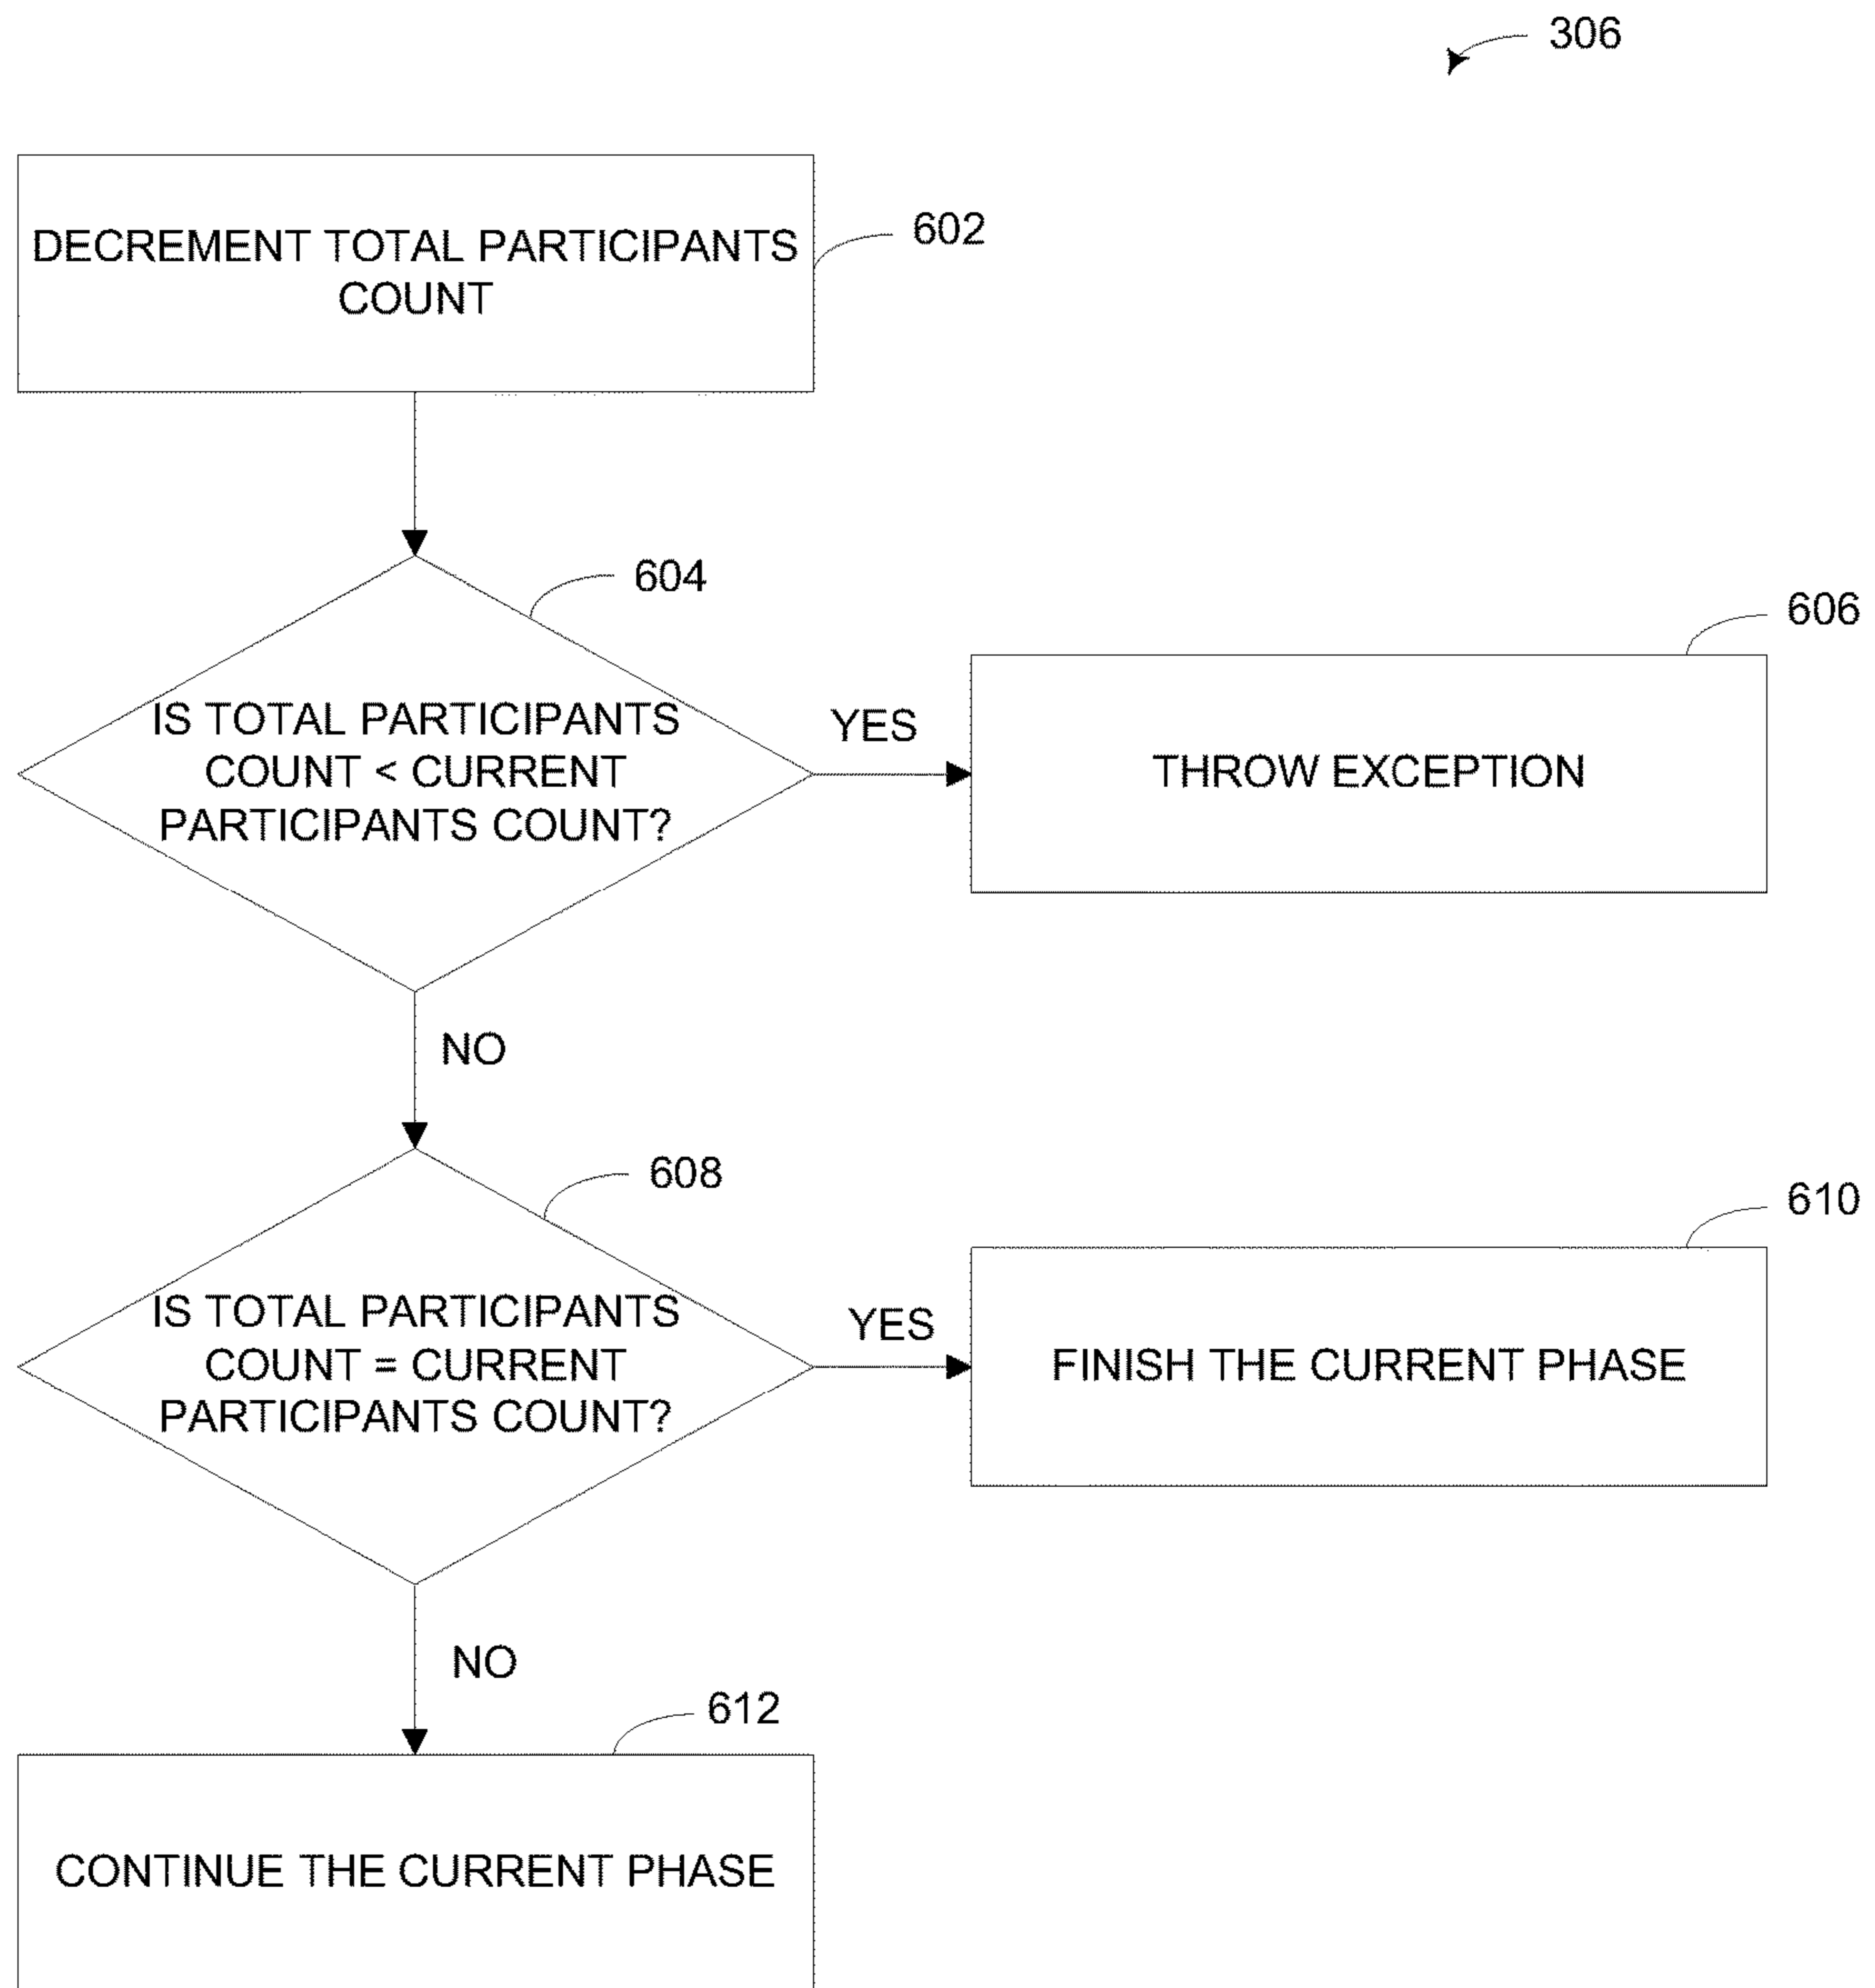 306
DECREMENT TOTAL PARTICIPANTS
COUNT
602
604
IS TOTAL PARTICIPANTS
COUNT < CURRENT
PARTICIPANTS COUNT?
YES
606
THROW EXCEPTION
NO
608
IS TOTAL PARTICIPANTS
COUNT = CURRENT
PARTICIPANTS COUNT?
YES
610
FINISH THE CURRENT PHASE
NO
612
CONTINUE THE CURRENT PHASE